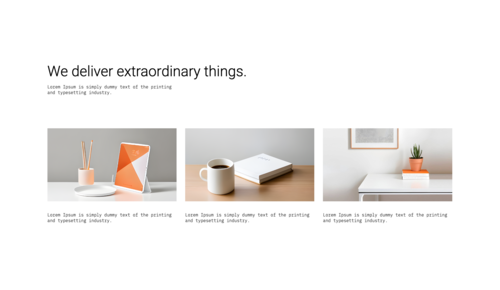 We deliver extraordinary things.
Lorem Ipsum is simply dummy text of the printing
and typesetting industry.
Lorem Ipsum is simply dummy text of the printing
and typesetting industry.
Lorem Ipsum is simply dummy text of the printing
and typesetting industry.
Lorem Ipsum is simply dummy text of the printing
and typesetting industry.